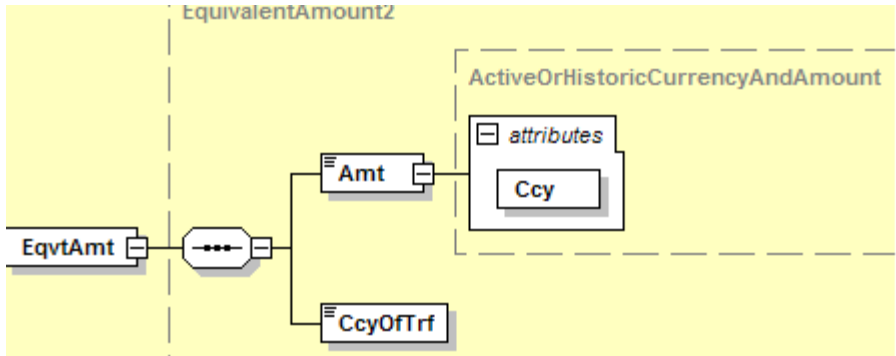 EquivalentAmount2
ActiveOrHistoricCurrencyAndAmount
attributes
Amt
Ccy
EqvtAmt
CcyOfTrf